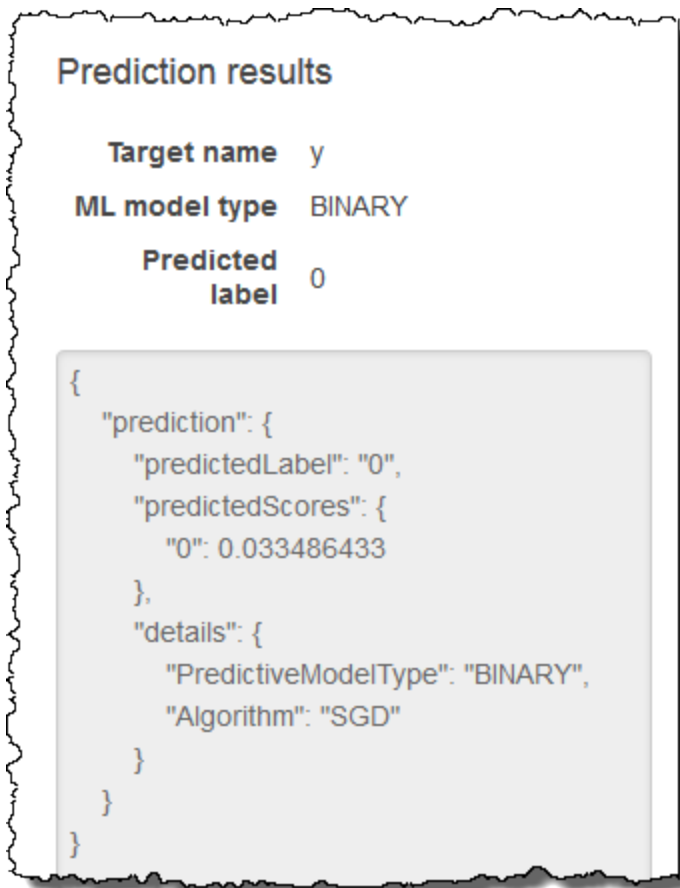 Prediction results
Target name y
ML model type BINARY
Predicted
label 0
{
"prediction": {
"predictedLabel": "0",
"predictedScores": {
"0": 0.033486433
},
"details": {
"PredictiveModelType": "BINARY",
"Algorithm": "SGD"
}
}
}